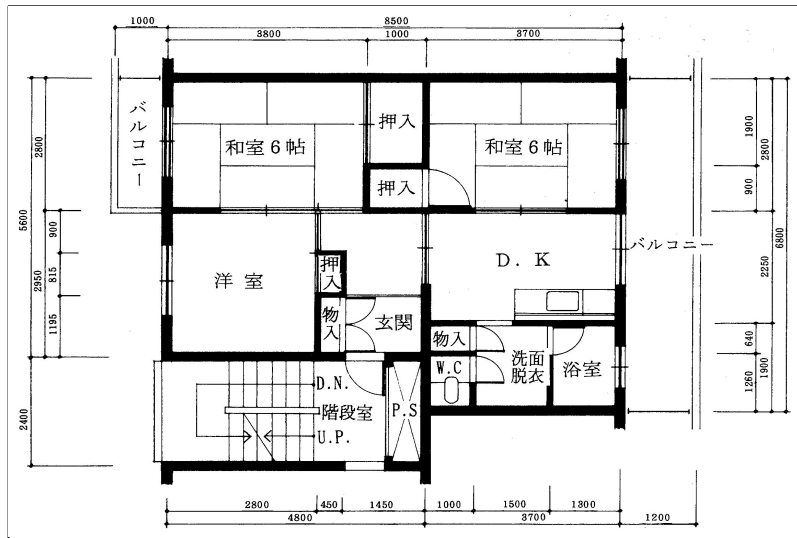 1000
8500
3800
1000
3700
バルコニー
和室6帖
押入
押入
和室6帖
洋室
押入
物入
玄関
D. K
バルコニー
物入
W.C
洗面
脱衣
浴室
D.N.
階段室
U.P.
P.S
5600
2800
2950
900
815
1195
2400
1900
900
2800
2250
6800
640
1260
1900
2800
450
1450
1000
1500
1300
4800
3700
1200